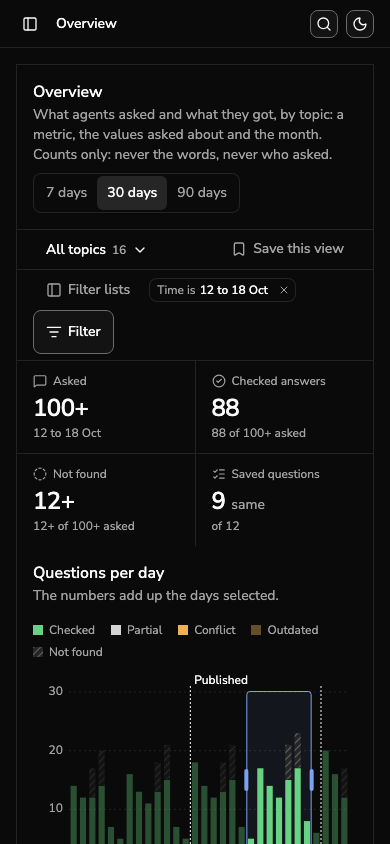 Overview
Overview
What agents asked and what they got, by topic: a
metric, the values asked about and the month.
Counts only: never the words, never who asked.
7 days 30 days 90 days
All topics 16 Save this view
Filter lists Time is 12 to 18 Oct
Filter
Asked Checked answers
100+ 88
12 to 18 Oct 88 of 100+ asked
Not found Saved questions
12+ 9 same
12+ of 100+ asked of 12
Questions per day
The numbers add up the days selected.
Checked Partial Conflict Outdated
Not found
Published
30
20
10